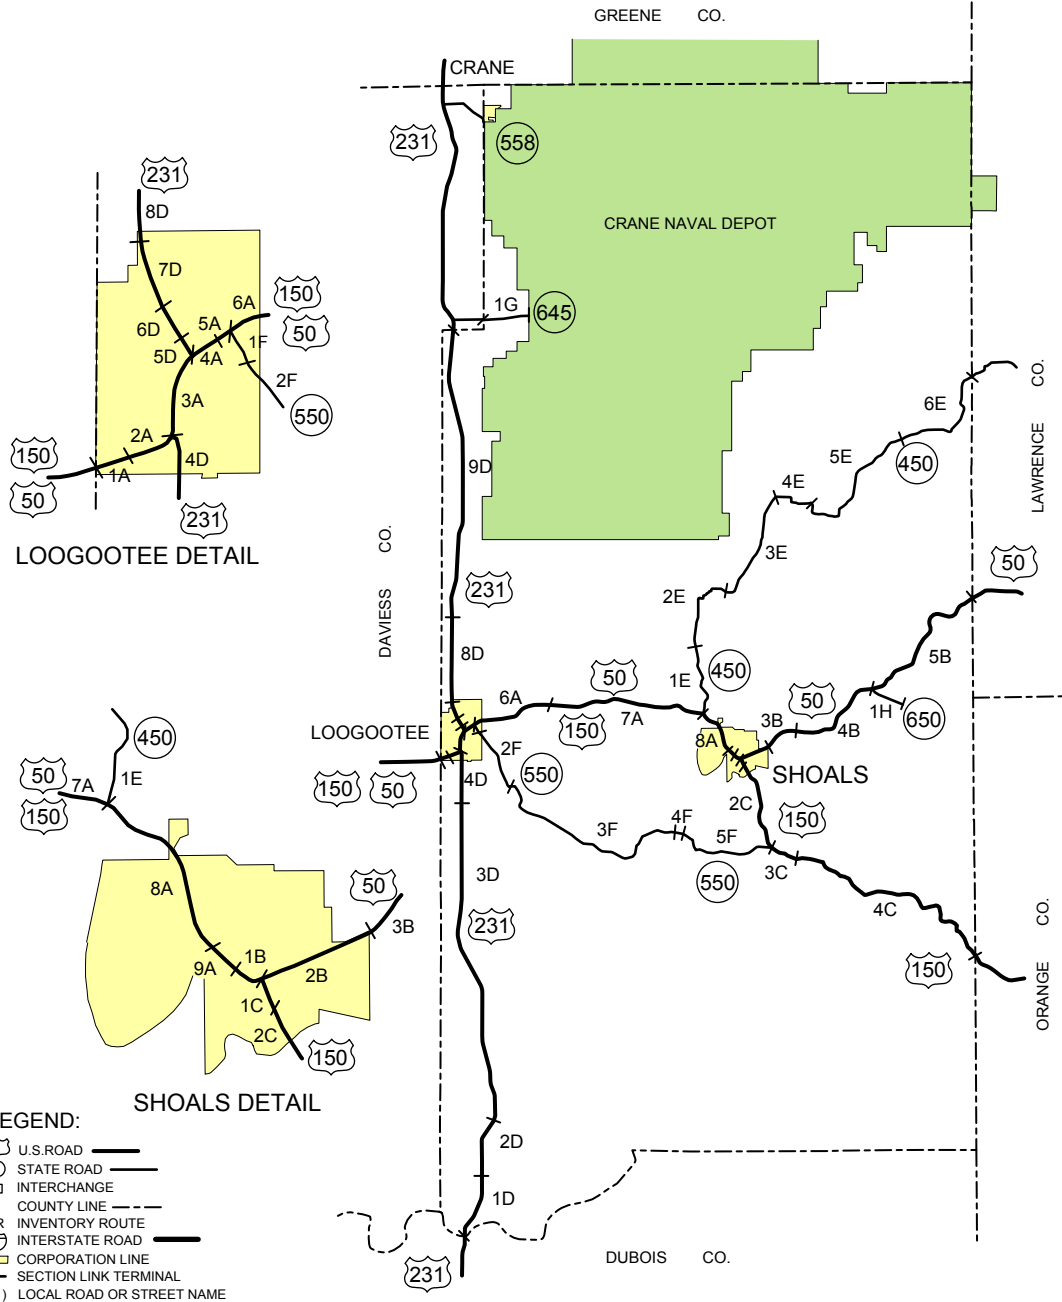 GREENE CO.
CRANE
231
558
CRANE NAVAL DEPOT
1G
645
231
8D
7D
6D
5D
6A
150
5A
50
4A
1F
2F
3A
550
2A
150
1A
4D
50
231
LOOGOOTEE DETAIL
DAVIESS CO.
LAWRENCE CO.
ORANGE CO.
9D
6E
5E
450
4E
3E
2E
231
50
8D
1E
450
5B
6A
50
150
7A
50
3B
4B
1H
650
8A
LOOGOOTEE
2F
SHOALS
150
50
4D
550
2C
150
3F
4F
5F
3C
550
3D
4C
231
150
450
50
7A
1E
150
8A
50
3B
9A
1B
2B
1C
2C
150
SHOALS DETAIL
2D
1D
231
DUBOIS CO.
EGEND:
U.S.ROAD
STATE ROAD
INTERCHANGE
COUNTY LINE
R INVENTORY ROUTE
INTERSTATE ROAD
CORPORATION LINE
SECTION LINK TERMINAL
) LOCAL ROAD OR STREET NAME